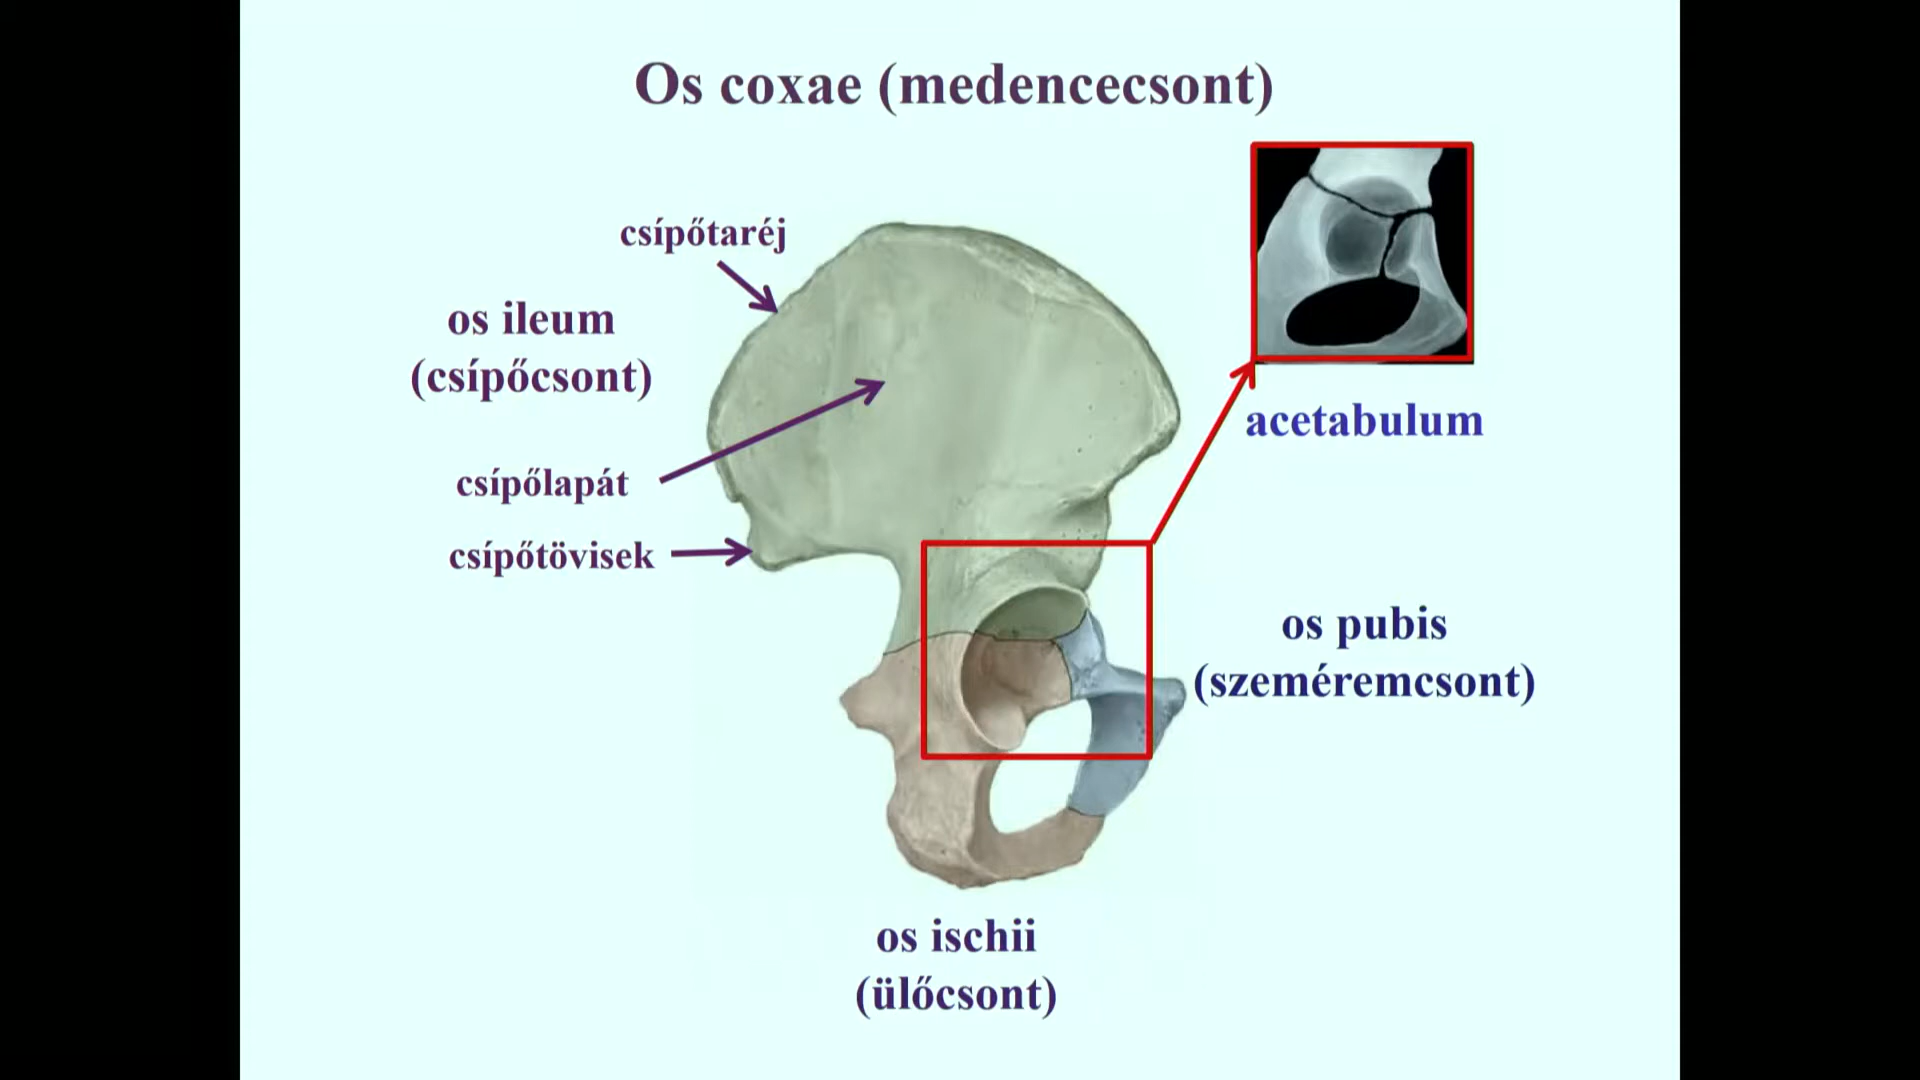 Os coxae (medencecsont)
csípőtaréj
os ileum
(csípőcsont)
csípőlapát
csípőtövisek
acetabulum
os pubis
(szeméremcsont)
os ischii
(ülőcsont)